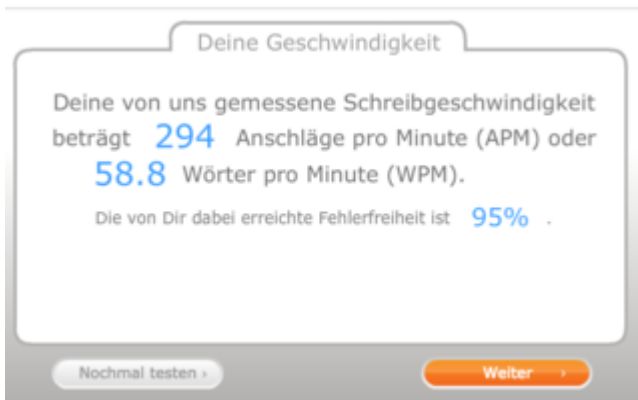 Deine Geschwindigkeit
Deine von uns gemessene Schreibgeschwindigkeit
beträgt 294 Anschläge pro Minute (APM) oder
58.8 Wörter pro Minute (WPM).
Die von Dir dabei erreichte Fehlerfreiheit ist 95% .
Nochmal testen ›
Weiter ›